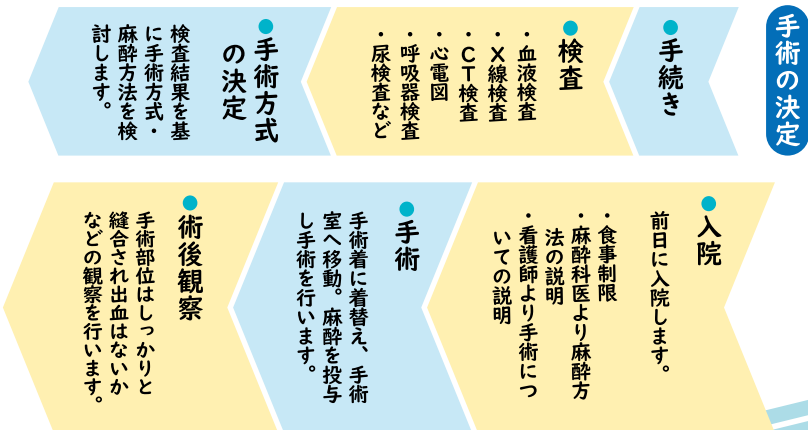 手術の決定
手続き
検査
・血液検査
・X線検査
・CT検査
・心電図
・呼吸器検査
・尿検査など
手術方式
の決定
検査結果を基
に手術方式・
麻酔方法を検
討します。
入院
前日に入院します。
・食事制限
・麻酔科医より麻酔方
法の説明
・看護師より手術につ
いての説明
手術
手術着に着替え、手術
室へ移動。麻酔を投与
し手術を行います。
術後観察
手術部位はしっかりと
縫合され出血はないか
などの観察を行います。